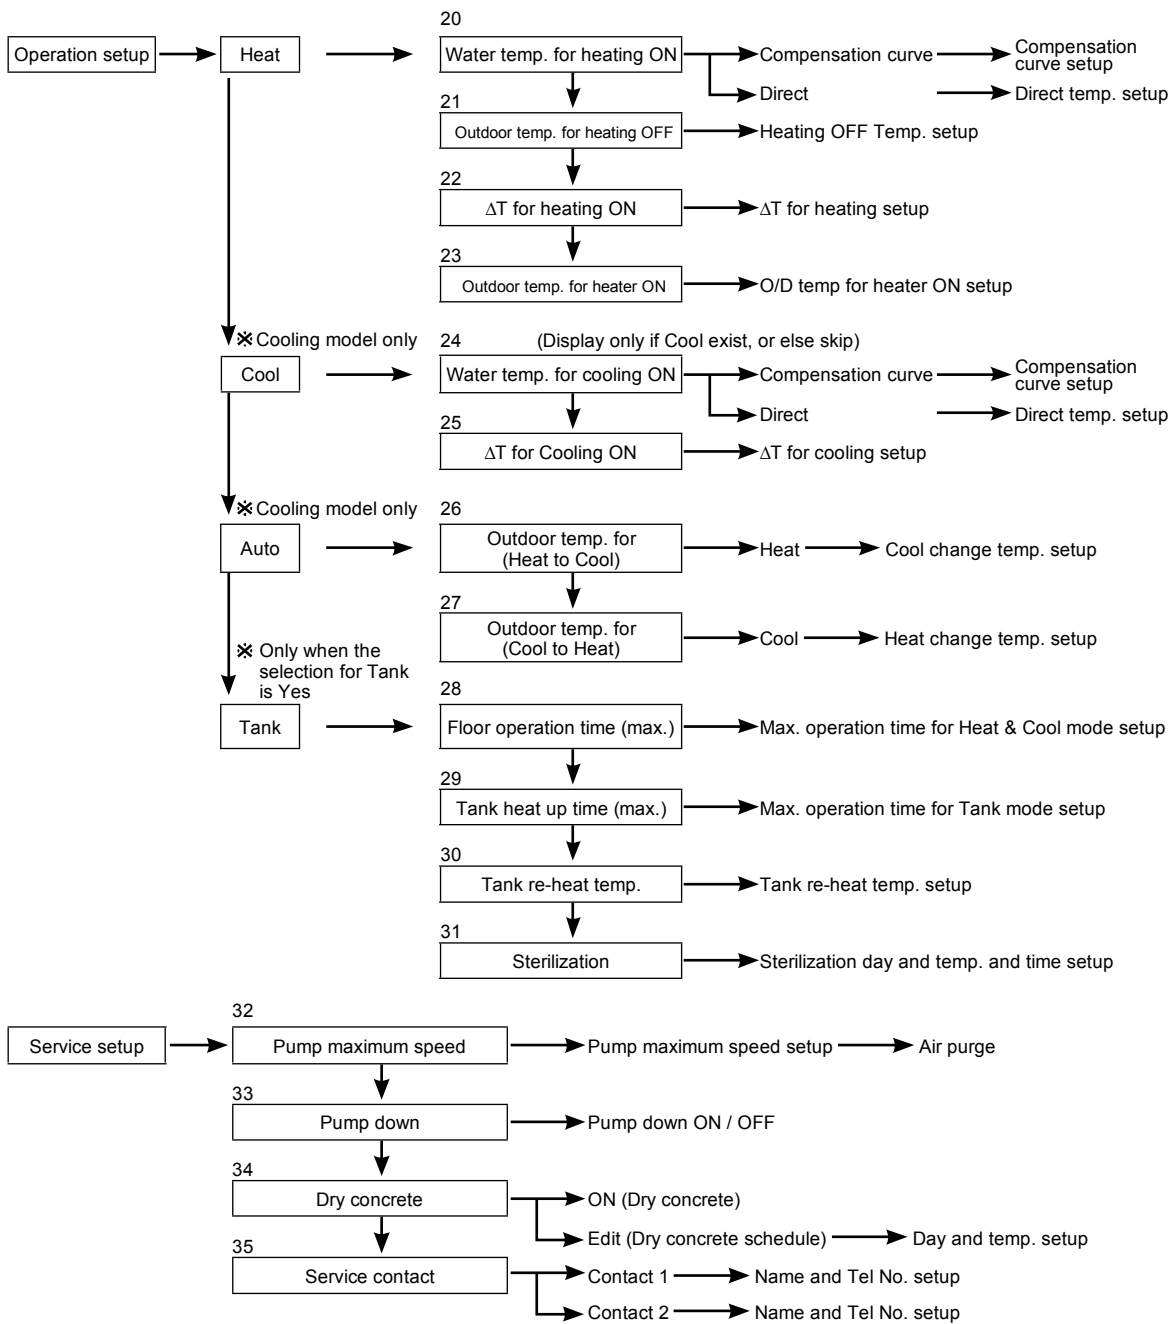 20
Operation setup
Heat
Water temp. for heating ON
Compensation curve
Compensation
curve setup
Direct
Direct temp. setup
21
Outdoor temp. for heating OFF
Heating OFF Temp. setup
22
ΔT for heating ON
ΔT for heating setup
23
Outdoor temp. for heater ON
O/D temp for heater ON setup
※ Cooling model only
24
(Display only if Cool exist, or else skip)
Cool
Water temp. for cooling ON
Compensation curve
Compensation
curve setup
Direct
Direct temp. setup
25
ΔT for Cooling ON
ΔT for cooling setup
※ Cooling model only
26
Auto
Outdoor temp. for
(Heat to Cool)
Heat
Cool change temp. setup
27
Outdoor temp. for
(Cool to Heat)
Cool
Heat change temp. setup
※ Only when the
selection for Tank
is Yes
28
Tank
Floor operation time (max.)
Max. operation time for Heat & Cool mode setup
29
Tank heat up time (max.)
Max. operation time for Tank mode setup
30
Tank re-heat temp.
Tank re-heat temp. setup
31
Sterilization
Sterilization day and temp. and time setup
32
Service setup
Pump maximum speed
Pump maximum speed setup
Air purge
33
Pump down
Pump down ON / OFF
34
Dry concrete
ON (Dry concrete)
Edit (Dry concrete schedule)
Day and temp. setup
35
Service contact
Contact 1
Name and Tel No. setup
Contact 2
Name and Tel No. setup